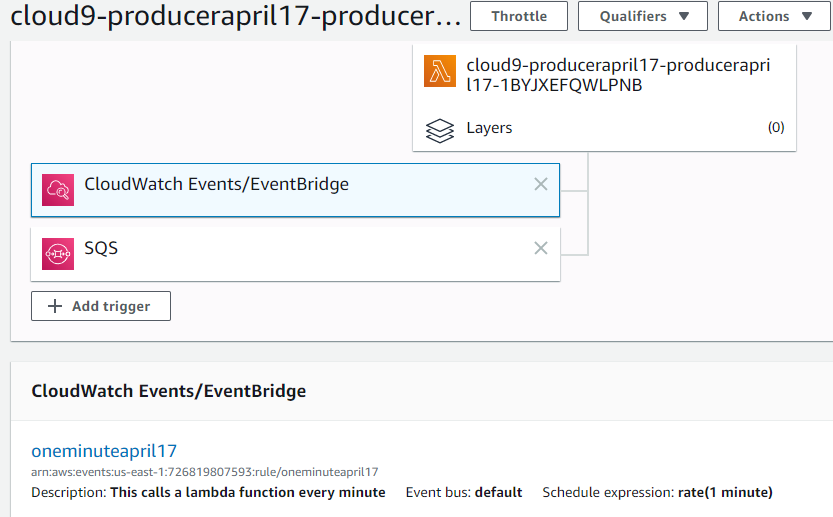 cloud9-producerapril17-producer...
Throttle
Qualifiers
Actions
cloud9-producerapril17-producerapri
l17-1BYJXEFQWLPNB
Layers
(0)
CloudWatch Events/EventBridge
SQS
Add trigger
CloudWatch Events/EventBridge
oneminuteapril17
arn:aws:events:us-east-1:726819807593:rule/oneminuteapril17
Description: This calls a lambda function every minute Event bus: default Schedule expression: rate(1 minute)